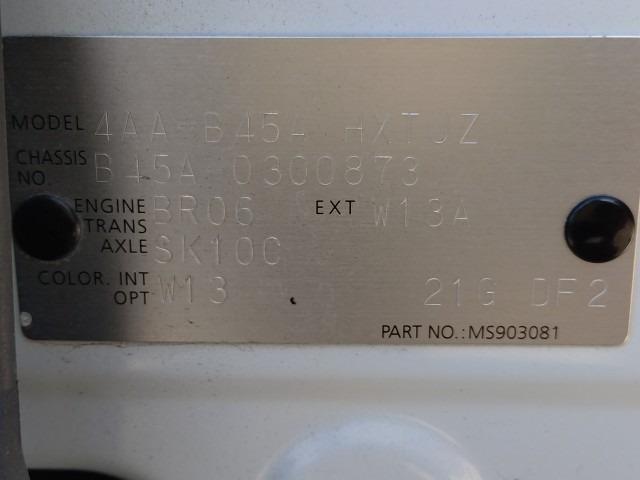 MODEL 4AA-B45A HXTJZ
CHASSIS NO. B45A-0300873
ENGINE BR06 EXT W13A
TRANS AXLE SK10C
COLOR. INT W13 21G DF2
OPT
PART NO.:MS903081